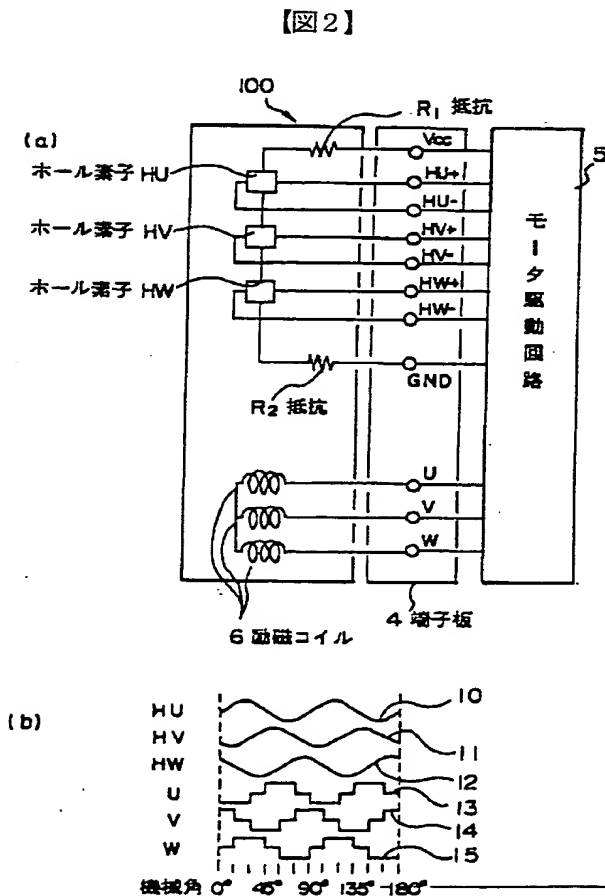 【図2】
100
R1 抵抗
(a)
Vcc
5
ホール素子 HU
HU+
HU-
ホール素子 HV
HV+
HV-
ホール素子 HW
HW+
HW-
モータ駆動回路
R2 抵抗
GND
U
V
W
6 励磁コイル
4 端子板
(b)
HU
10
HV
11
HW
12
U
13
V
14
W
15
機械角 0° 45° 90° 135° 180°